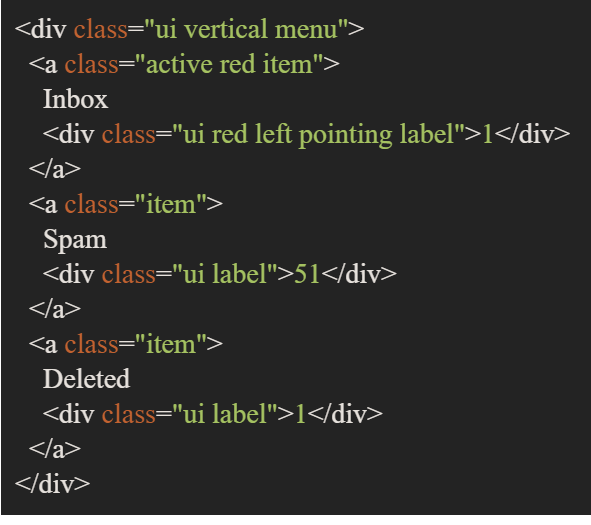 <div class="ui vertical menu">
  <a class="active red item">
    Inbox
    <div class="ui red left pointing label">1</div>
  </a>
  <a class="item">
    Spam
    <div class="ui label">51</div>
  </a>
  <a class="item">
    Deleted
    <div class="ui label">1</div>
  </a>
</div>